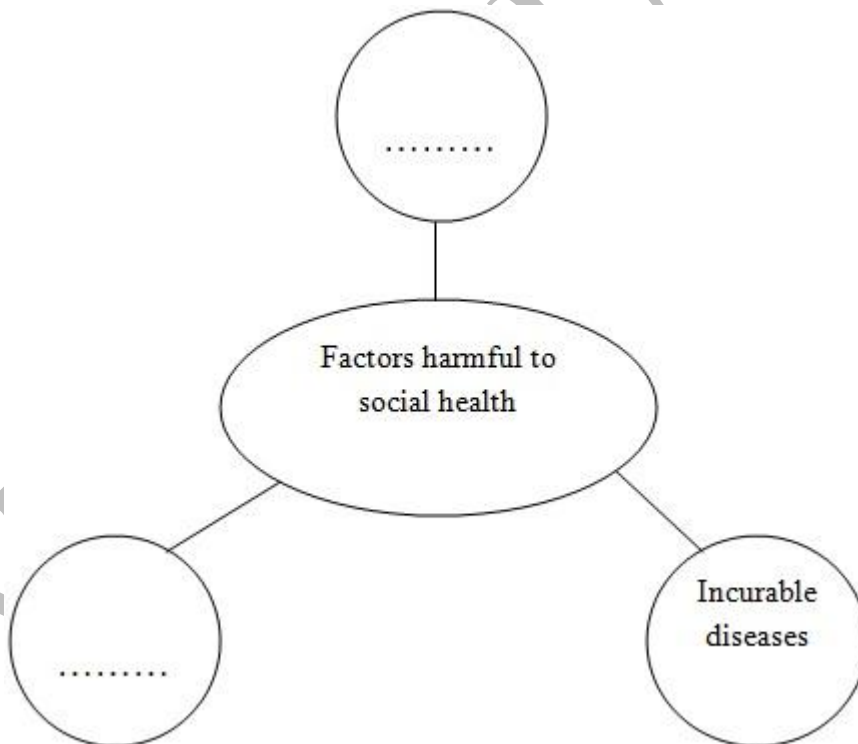 .........
Factors harmful to
social health
Incurable
diseases
.........